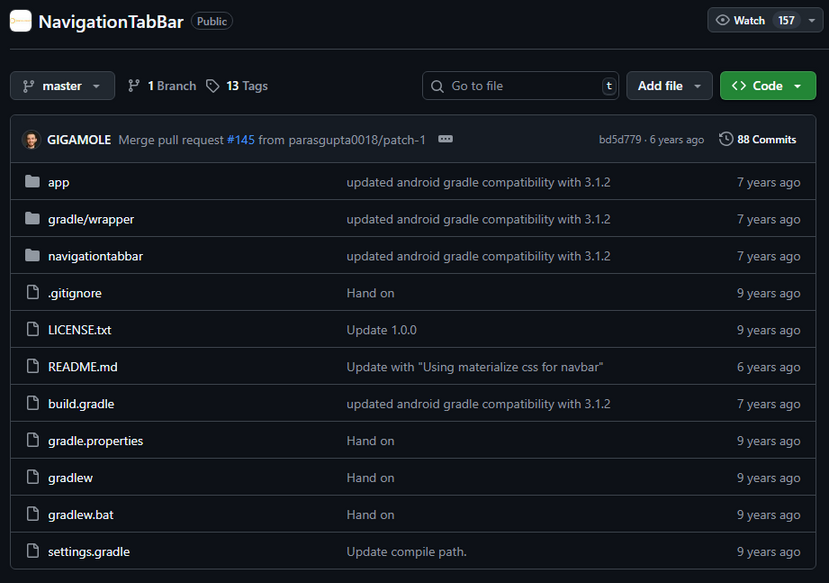 NavigationTabBar Public Watch 157
master 1 Branch 13 Tags Go to file t Add file Code
GIGAMOLE Merge pull request #145 from parasgupta0018/patch-1 bd5d779 · 6 years ago 88 Commits
app updated android gradle compatibility with 3.1.2 7 years ago
gradle/wrapper updated android gradle compatibility with 3.1.2 7 years ago
navigationtabbar updated android gradle compatibility with 3.1.2 7 years ago
.gitignore Hand on 9 years ago
LICENSE.txt Update 1.0.0 9 years ago
README.md Update with "Using materialize css for navbar" 6 years ago
build.gradle updated android gradle compatibility with 3.1.2 7 years ago
gradle.properties Hand on 9 years ago
gradlew Hand on 9 years ago
gradlew.bat Hand on 9 years ago
settings.gradle Update compile path. 9 years ago